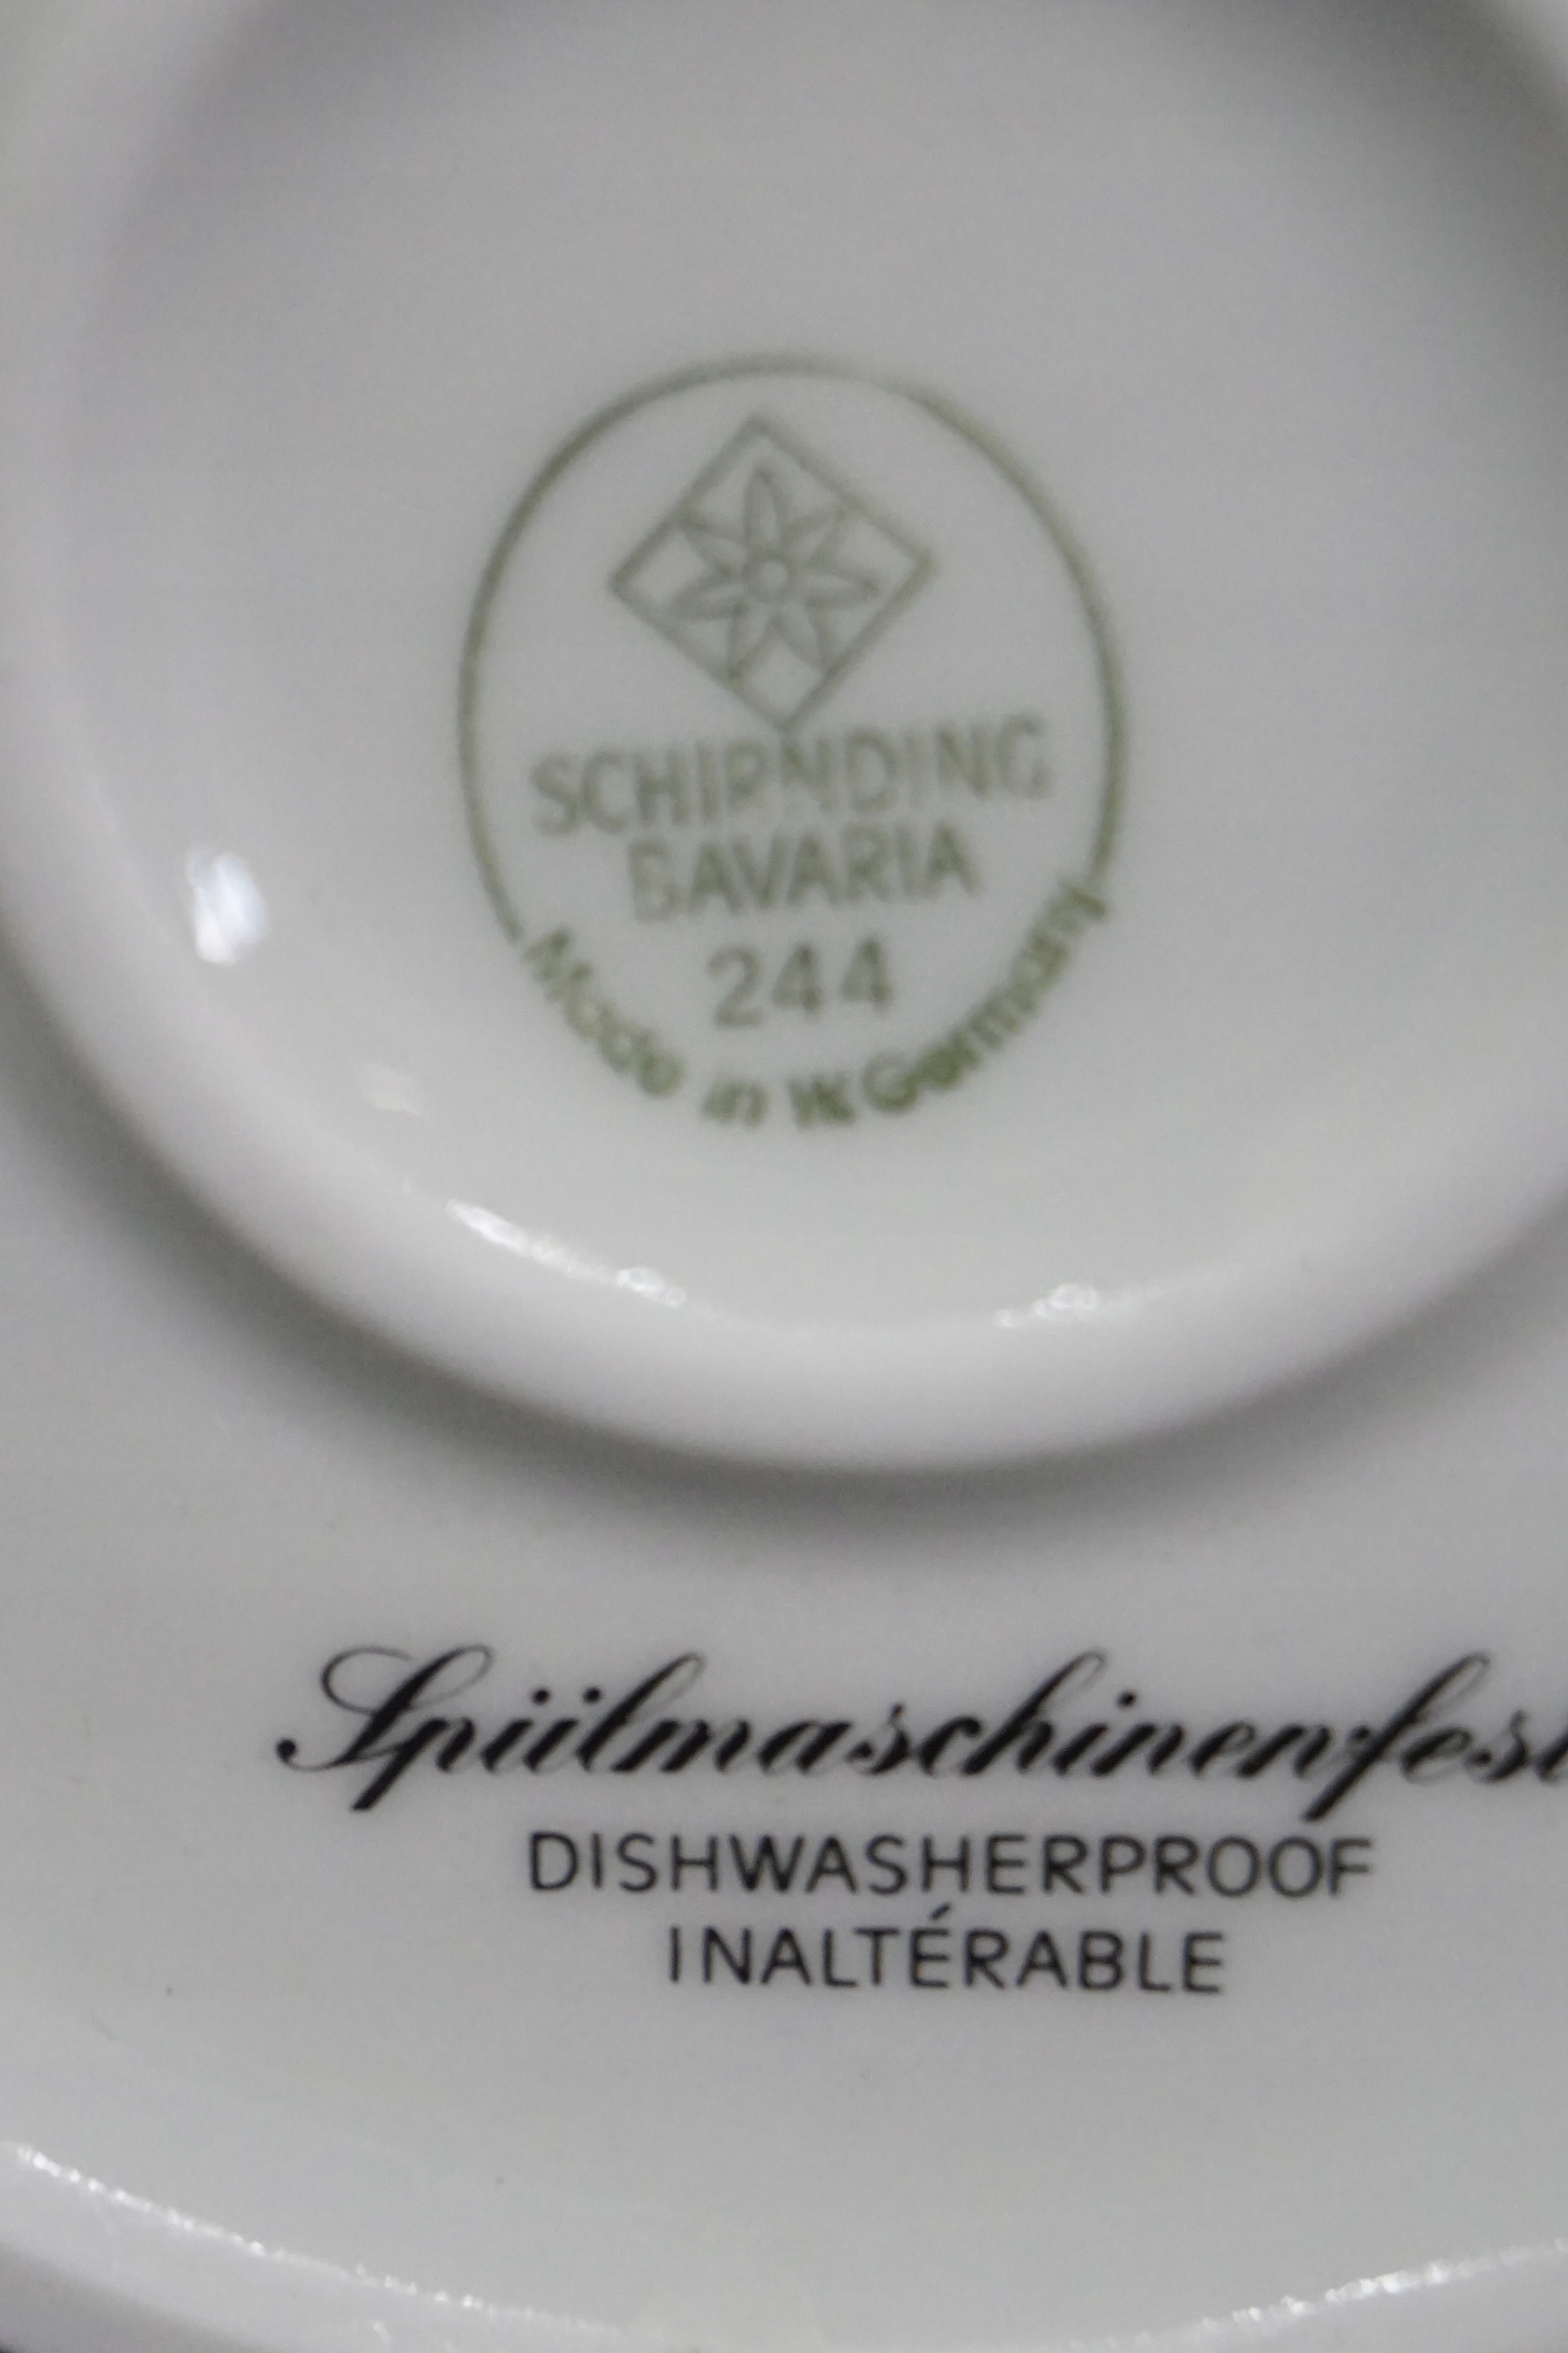 SCHIRNDING
BAVARIA
244
Made in W.Germany
Spülmaschinenfest
DISHWASHERPROOF
INALTÉRABLE